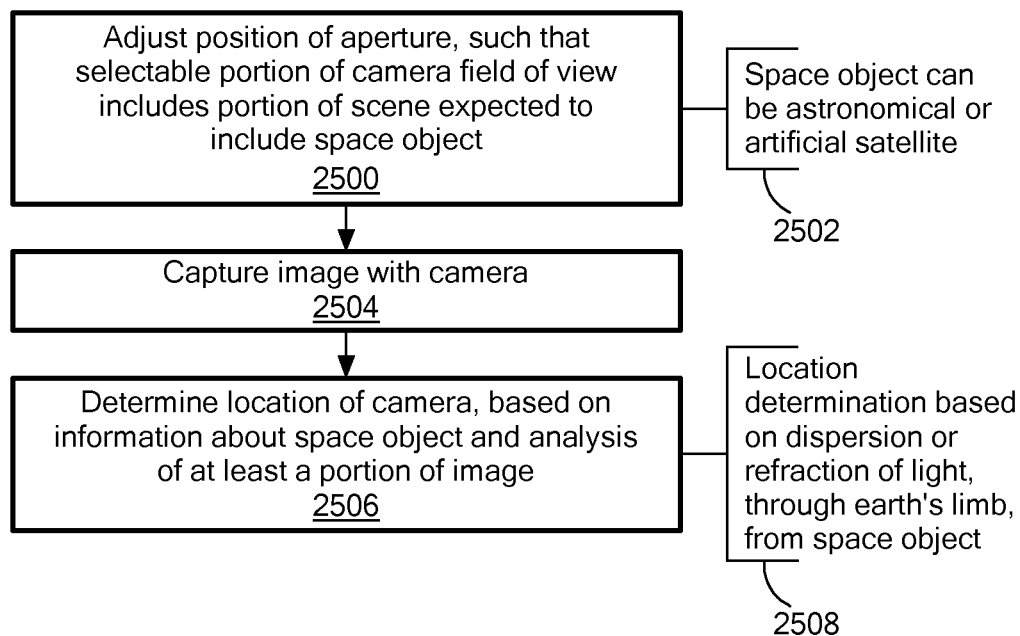 Adjust position of aperture, such that
selectable portion of camera field of view
includes portion of scene expected to
include space object
2500
Space object can
be astronomical or
artificial satellite
2502
Capture image with camera
2504
Determine location of camera, based on
information about space object and analysis
of at least a portion of image
2506
Location
determination based
on dispersion or
refraction of light,
through earth's limb,
from space object
2508